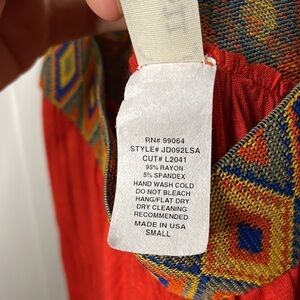 RN# 99064
STYLE# JD092LSA
CUT# L2041
95% RAYON
5% SPANDEX
HAND WASH COLD
DO NOT BLEACH
HANG/FLAT DRY
DRY CLEANING
RECOMMENDED
MADE IN USA
SMALL